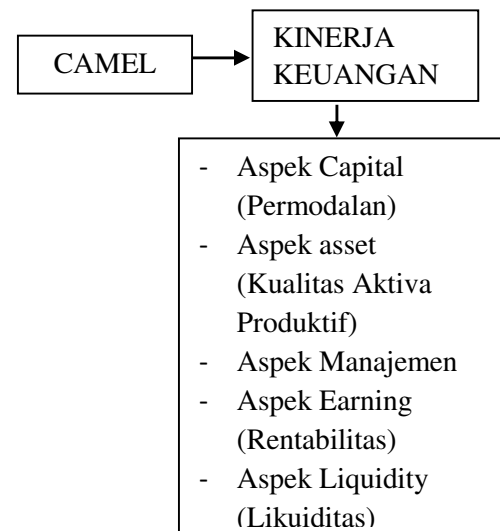 CAMEL
KINERJA
KEUANGAN
- Aspek Capital
(Permodalan)
- Aspek asset
(Kualitas Aktiva
Produktif)
- Aspek Manajemen
- Aspek Earning
(Rentabilitas)
- Aspek Liquidity
(Likuiditas)